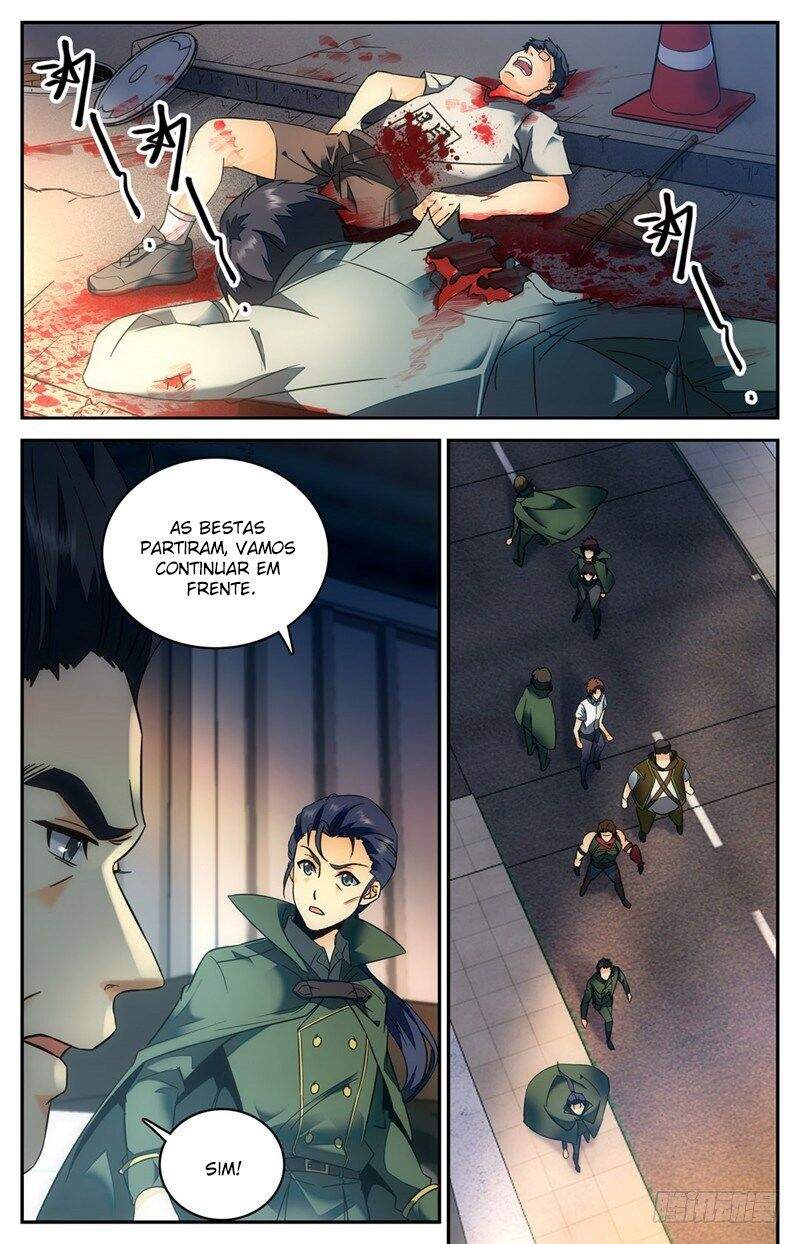 AS BESTAS
PARTIRAM, VAMOS
CONTINUAR EM
FRENTE.
SIM!